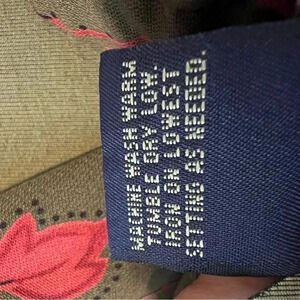 MACHINE WASH WARM
TUMBLE DRY LOW.
IRON ON LOWEST
SETTING AS NEEDED.